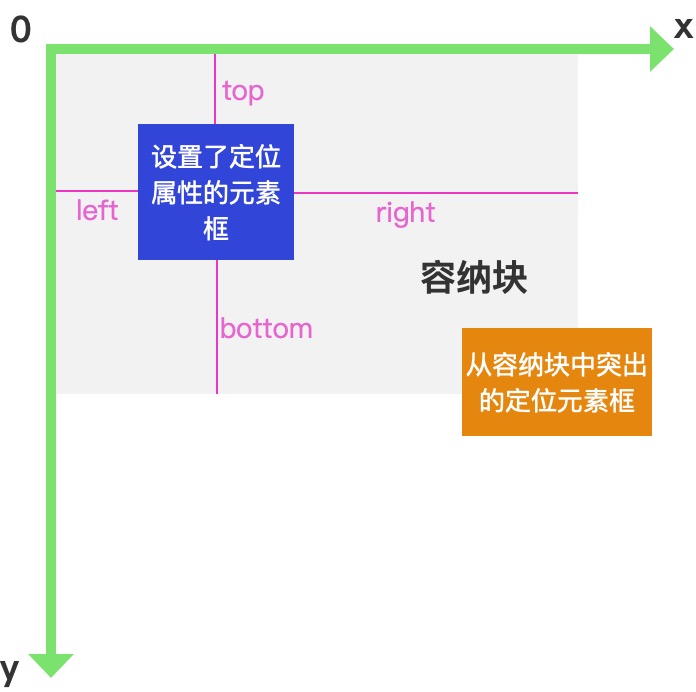 0
x
top
设置了定位
属性的元素
框
left
right
容纳块
bottom
从容纳块中突出
的定位元素框
y